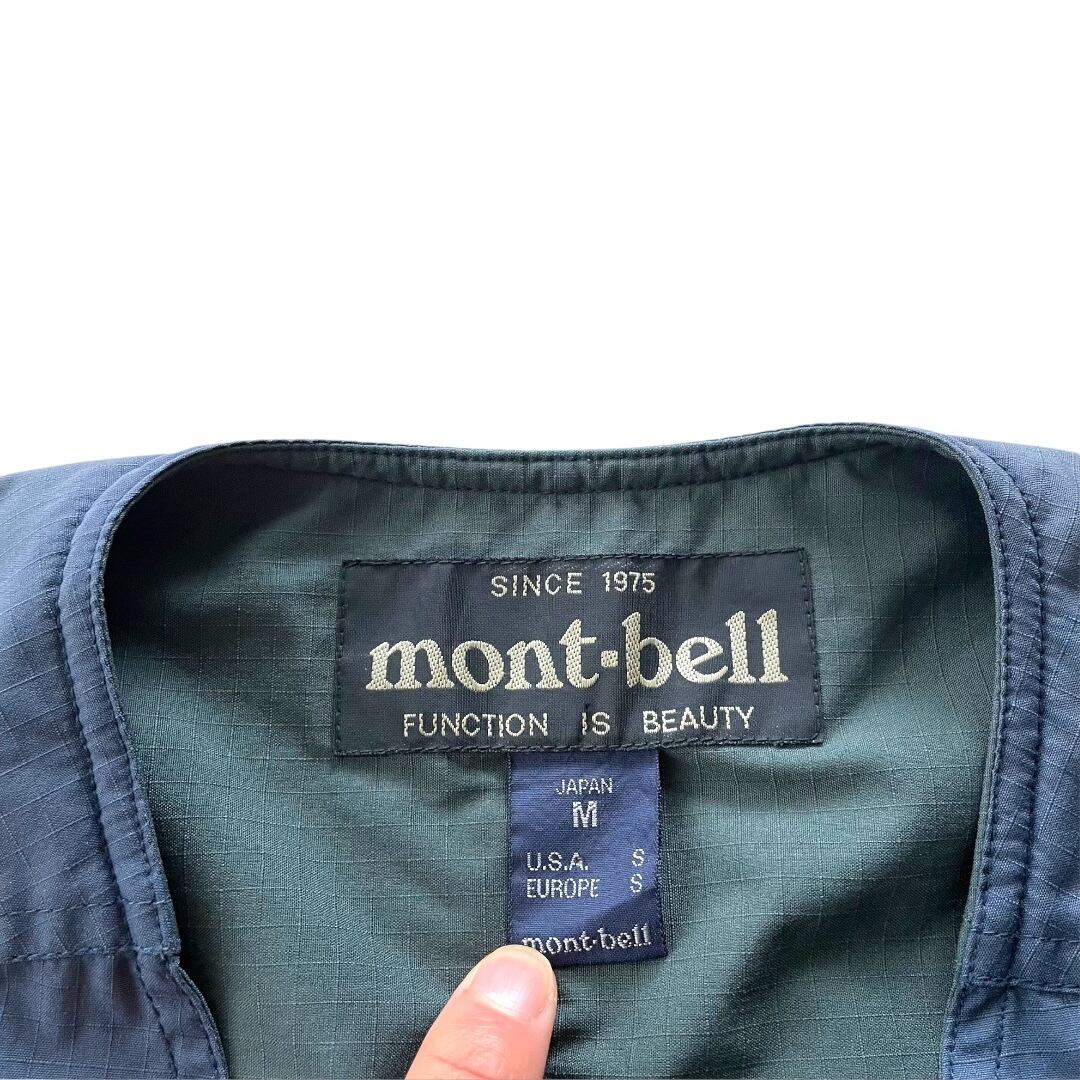 SINCE 1975
mont·bell
FUNCTION IS BEAUTY
JAPAN
M
U.S.A. S
EUROPE S
mont·bell